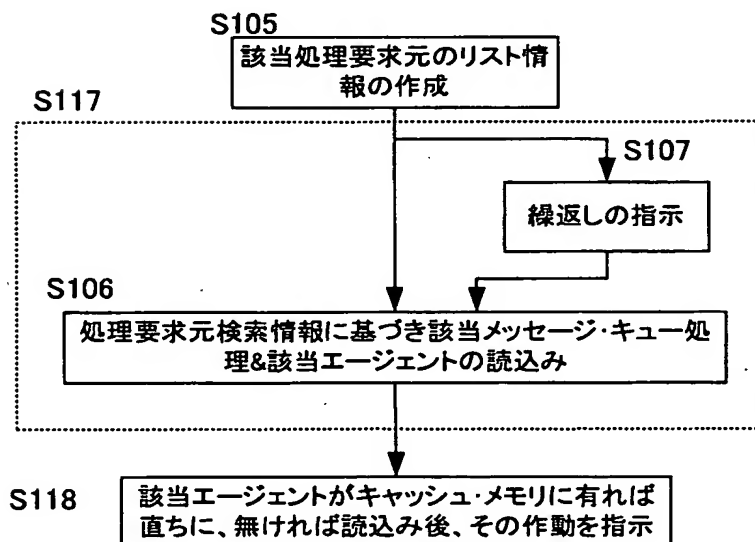 S105
該当処理要求元のリスト情
報の作成
S117
S107
繰返しの指示
S106
処理要求元検索情報に基づき該当メッセージ・キュー処
理&該当エージェントの読込み
S118
該当エージェントがキャッシュ・メモリに有れば
直ちに、無ければ読込み後、その作動を指示